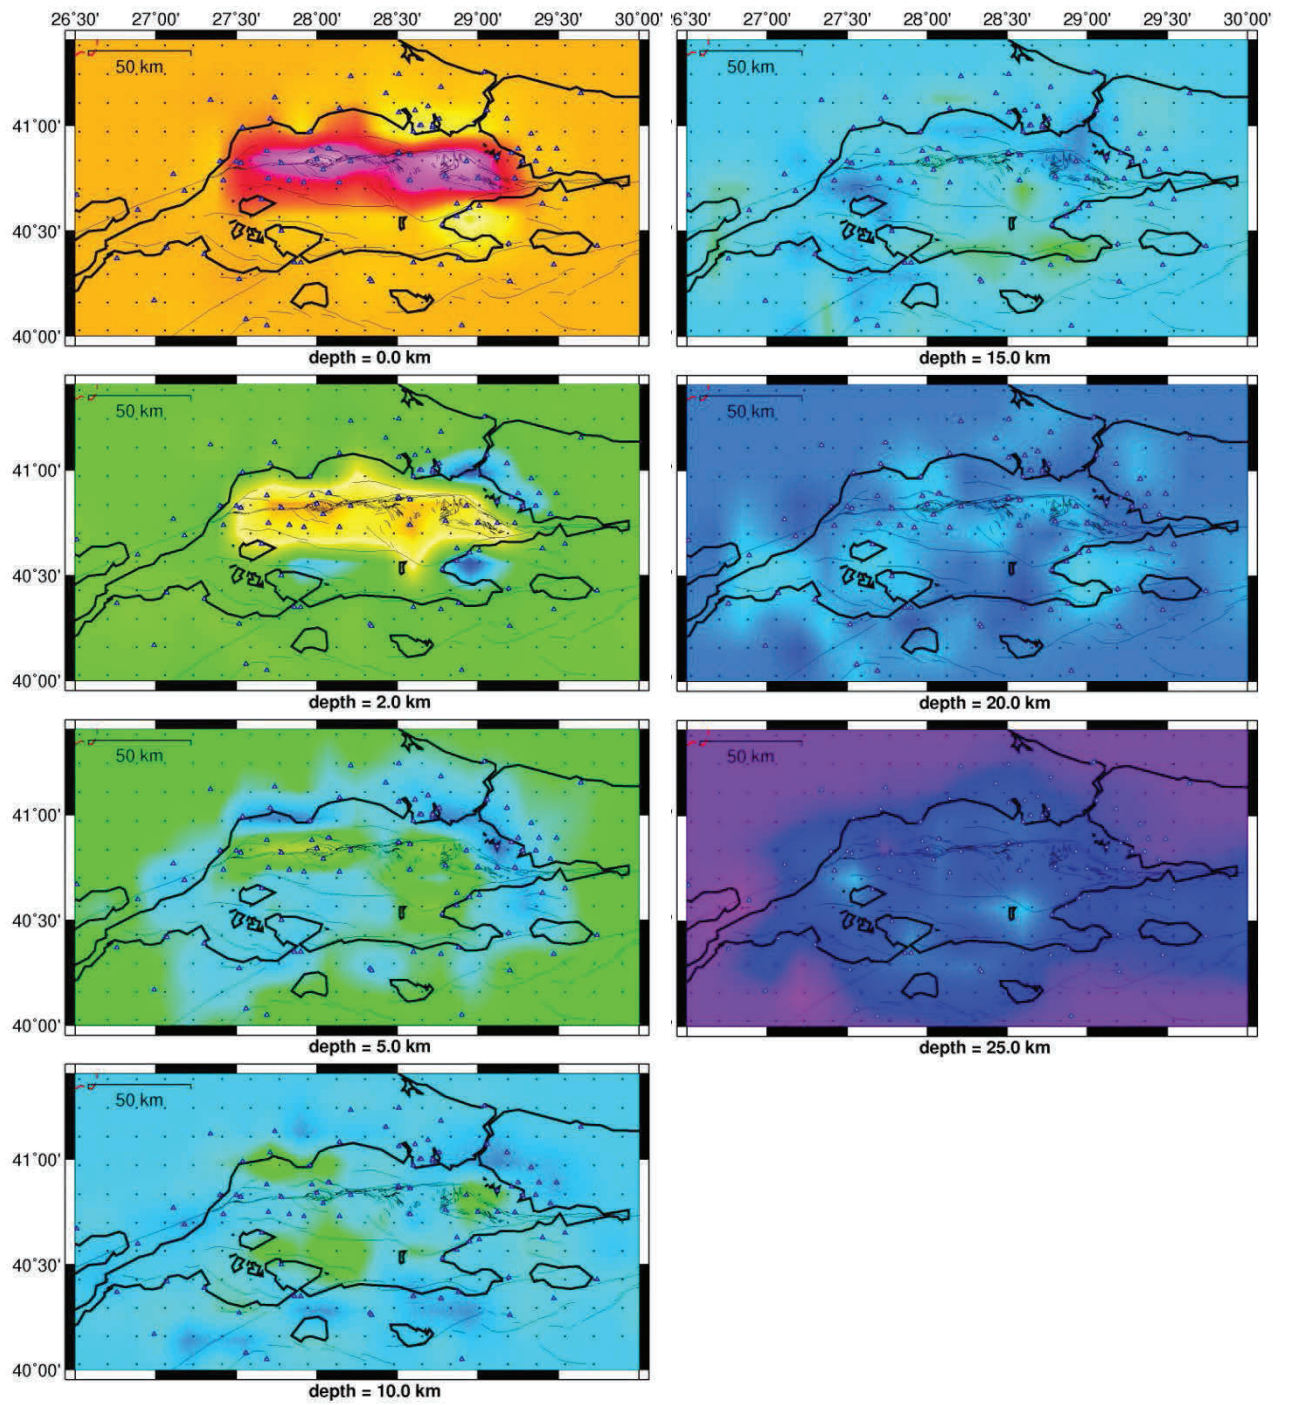 26°30' 27°00' 27°30' 28°00' 28°30' 29°00' 29°30' 30°00'
6°30' 27°00' 27°30' 28°00' 28°30' 29°00' 29°30' 30°00'
50 km
50 km
41°00'
40°30'
40°00'
depth = 0.0 km
depth = 15.0 km
50 km
50 km
41°00'
40°30'
40°00'
depth = 2.0 km
depth = 20.0 km
50 km
50 km
41°00'
40°30'
40°00'
depth = 5.0 km
depth = 25.0 km
50 km
41°00'
40°30'
40°00'
depth = 10.0 km